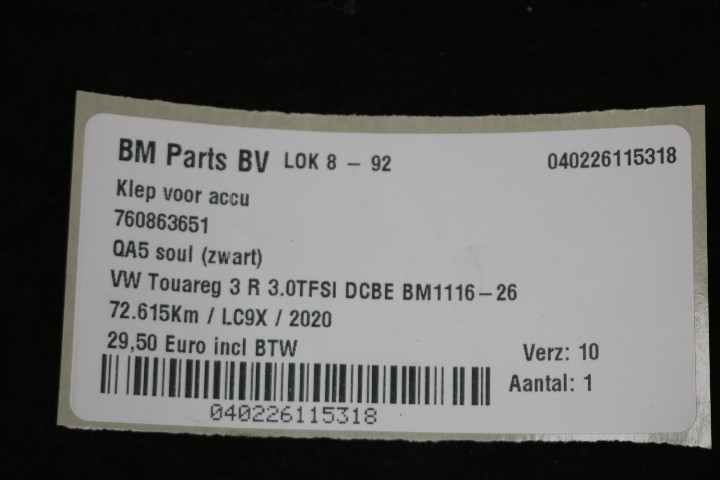 BM Parts BV LOK 8 - 92 040226115318
Klep voor accu
760863651
QA5 soul (zwart)
VW Touareg 3 R 3.0TFSI DCBE BM1116-26
72.615Km / LC9X / 2020
29,50 Euro incl BTW
Verz: 10
Aantal: 1
040226115318